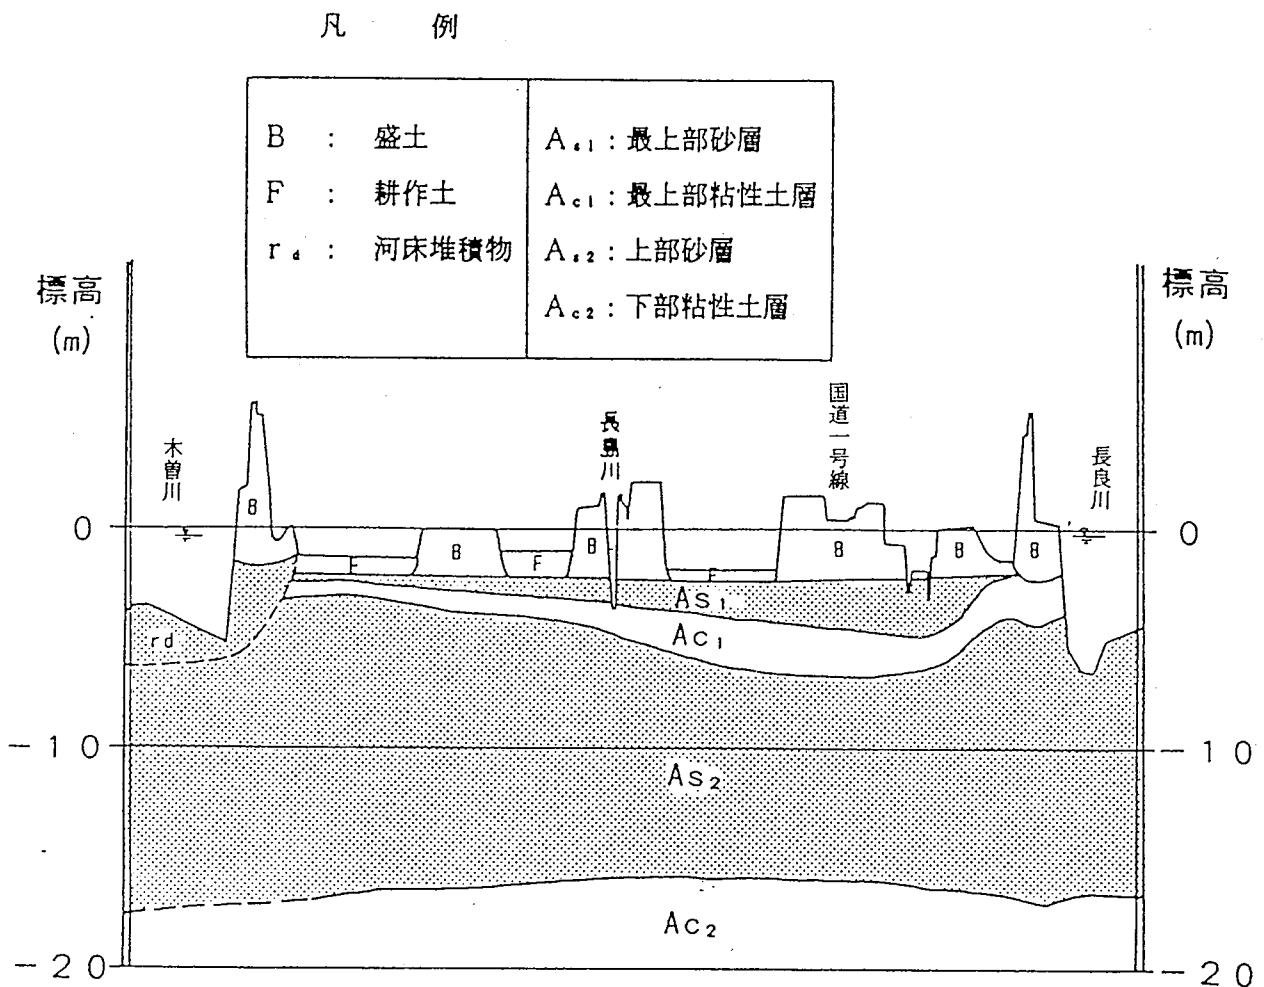 凡 例
B : 盛土
F : 耕作土
rd : 河床堆積物
As1 : 最上部砂層
Ac1 : 最上部粘性土層
As2 : 上部砂層
Ac2 : 下部粘性土層
標高
(m)
標高
(m)
木曽川
長島川
国道一号線
長良川
0
0
B
B
B
B
B
B
F
F
F
As1
Ac1
rd
-10
-10
As2
Ac2
-20
-20